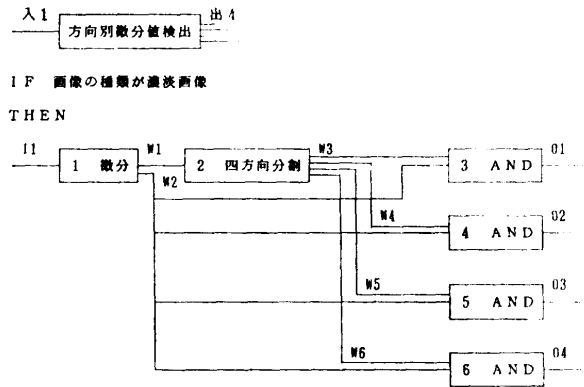 入1 方向別微分値検出 出4
IF 画像の種類が濃淡画像
THEN
I1 1 微分 W1 2 四方向分割 W3 3 AND O1
W2
W4 4 AND O2
W5 5 AND O3
W6 6 AND O4